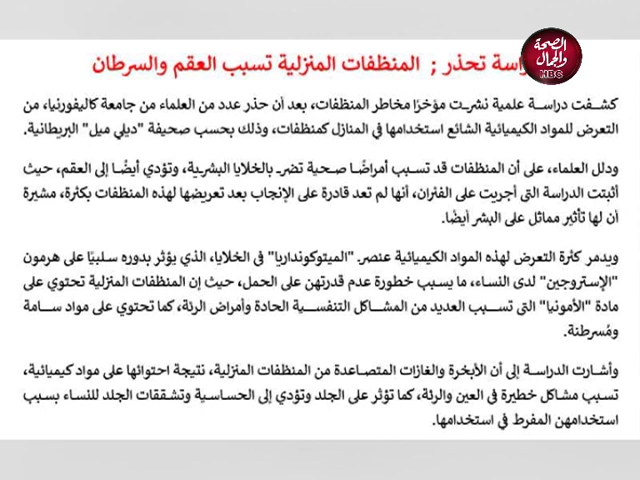 الصحة
والجمال
HBC
دراسة تحذر ; المنظفات المنزلية تسبب العقم والسرطان
كشفت دراسة علمية نشرت مؤخرًا مخاطر المنظفات، بعد أن حذر عدد من العلماء من جامعة كاليفورنيا، من
التعرض للمواد الكيميائية الشائع استخدامها في المنازل كمنظفات، وذلك بحسب صحيفة "ديلي ميل" البريطانية.
ودلل العلماء، على أن المنظفات قد تسبب أمراضًا صحية تضر بالخلايا البشرية، وتؤدي أيضًا إلى العقم، حيث
أثبتت الدراسة التى أجريت على الفئران، أنها لم تعد قادرة على الإنجاب بعد تعريضها لهذه المنظفات بكثرة، مشيرة
أن لها تأثير مماثل على البشر أيضًا.
ويدمر كثرة التعرض لهذه المواد الكيميائية عنصر "الميتوكونداريا" فى الخلايا، الذي يؤثر بدوره سلبيًا على هرمون
"الإستروجين" لدى النساء، ما يسبب خطورة عدم قدرتهن على الحمل، حيث إن المنظفات المنزلية تحتوي على
مادة "الأمونيا" التى تسبب العديد من المشاكل التنفسية الحادة وأمراض الرئة، كما تحتوي على مواد سامة
ومُسرطنة.
وأشارت الدراسة إلى أن الأبخرة والغازات المتصاعدة من المنظفات المنزلية، نتيجة احتوائها على مواد كيميائية،
تسبب مشاكل خطيرة في العين والرئة، كما تؤثر على الجلد وتؤدي إلى الحساسية وتشققات الجلد للنساء بسبب
استخدامهن المفرط في استخدامها.